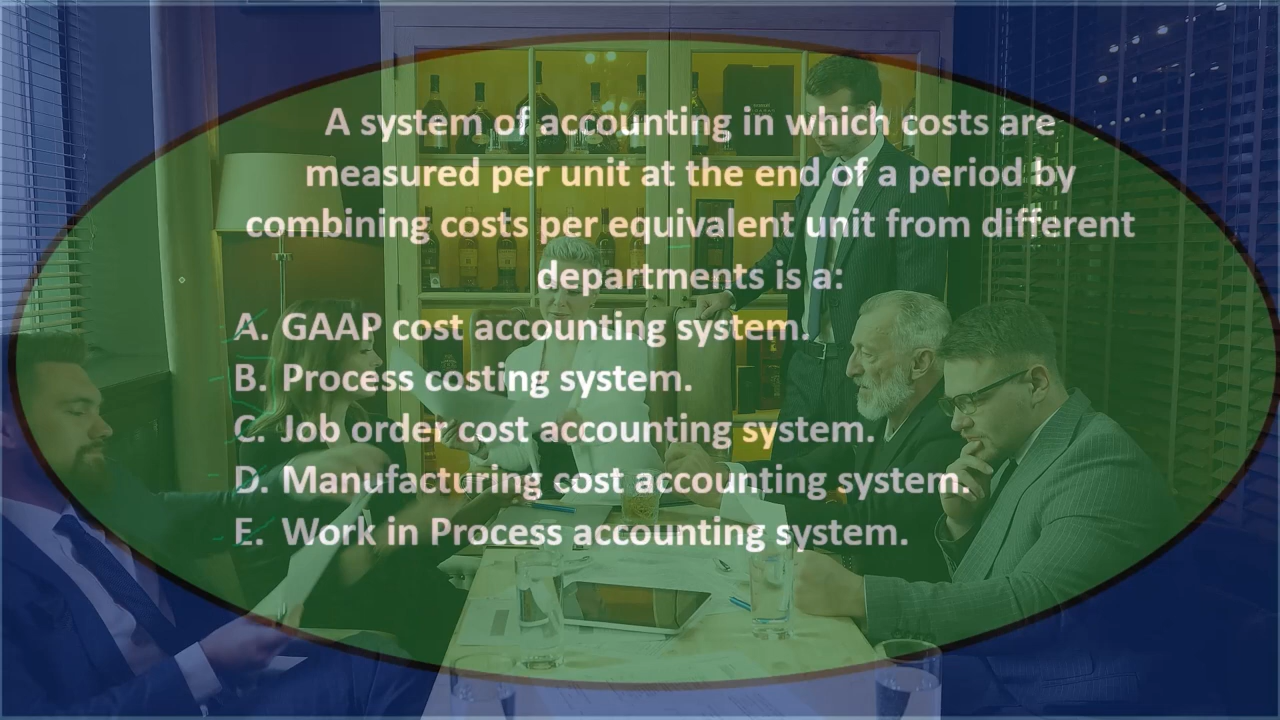 A system of accounting in which costs are
measured per unit at the end of a period by
combining costs per equivalent unit from different
departments is a:
A. GAAP cost accounting system.
B. Process costing system.
C. Job order cost accounting system.
D. Manufacturing cost accounting system.
E. Work in Process accounting system.